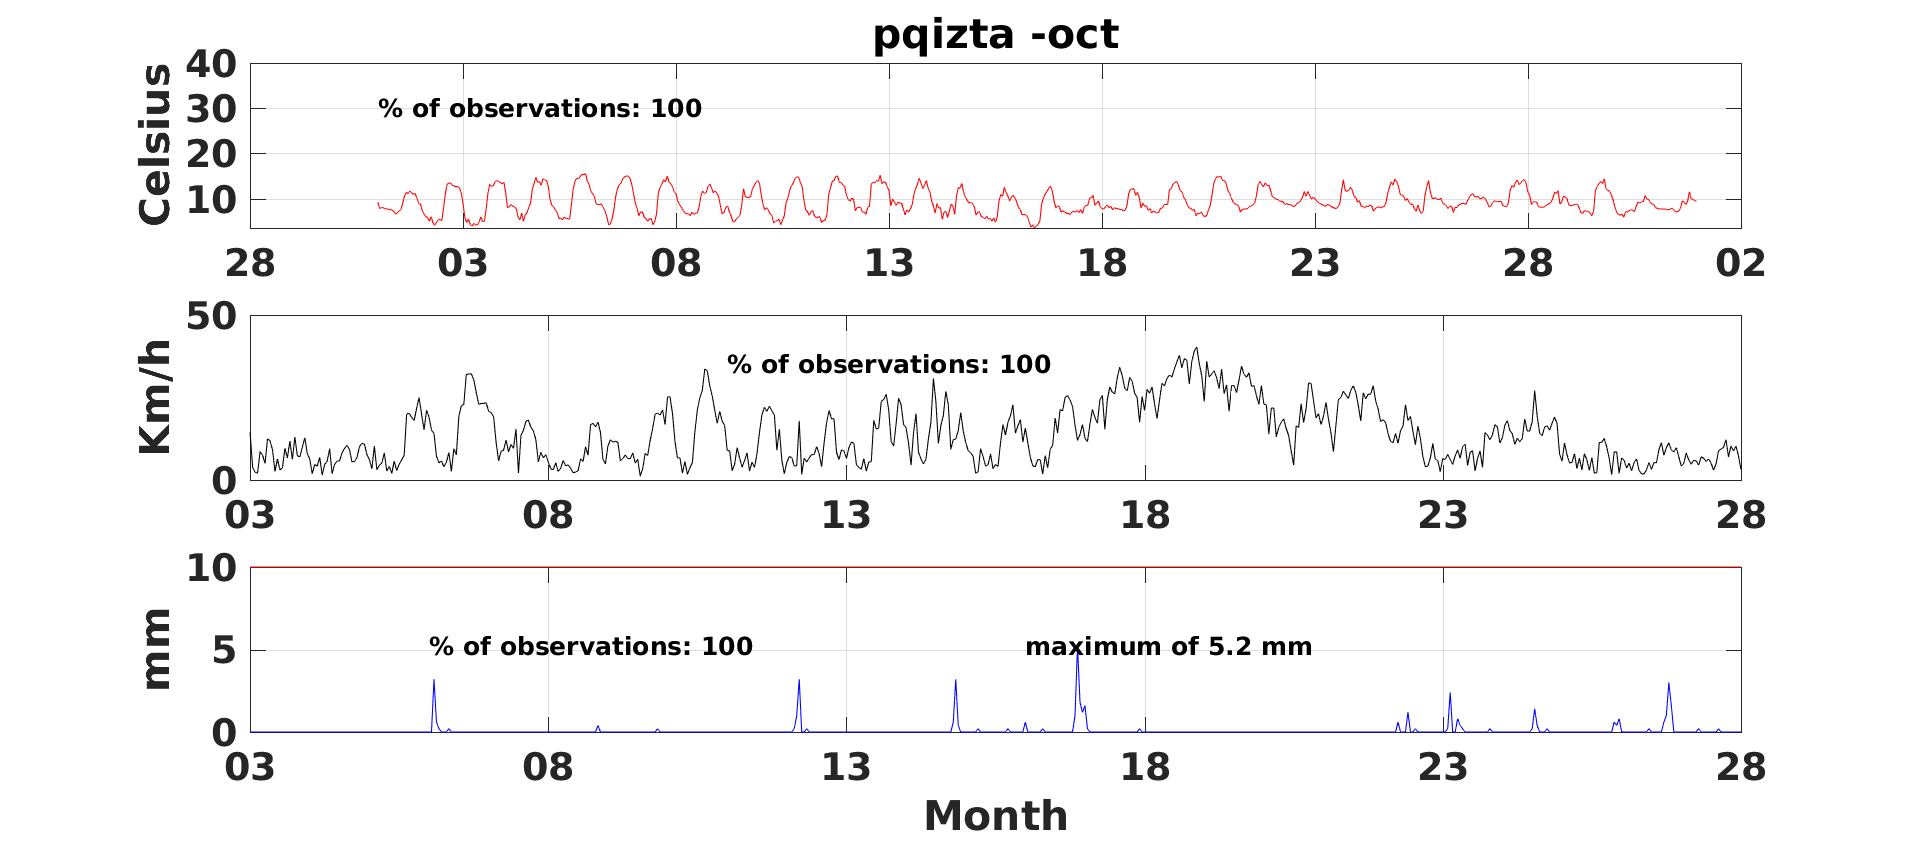 pqizta -oct
Celsius
40
30
20
10
% of observations: 100
28 03 08 13 18 23 28 02
Km/h
50
0
% of observations: 100
03 08 13 18 23 28
mm
10
5
0
% of observations: 100
maximum of 5.2 mm
03 08 13 18 23 28
Month